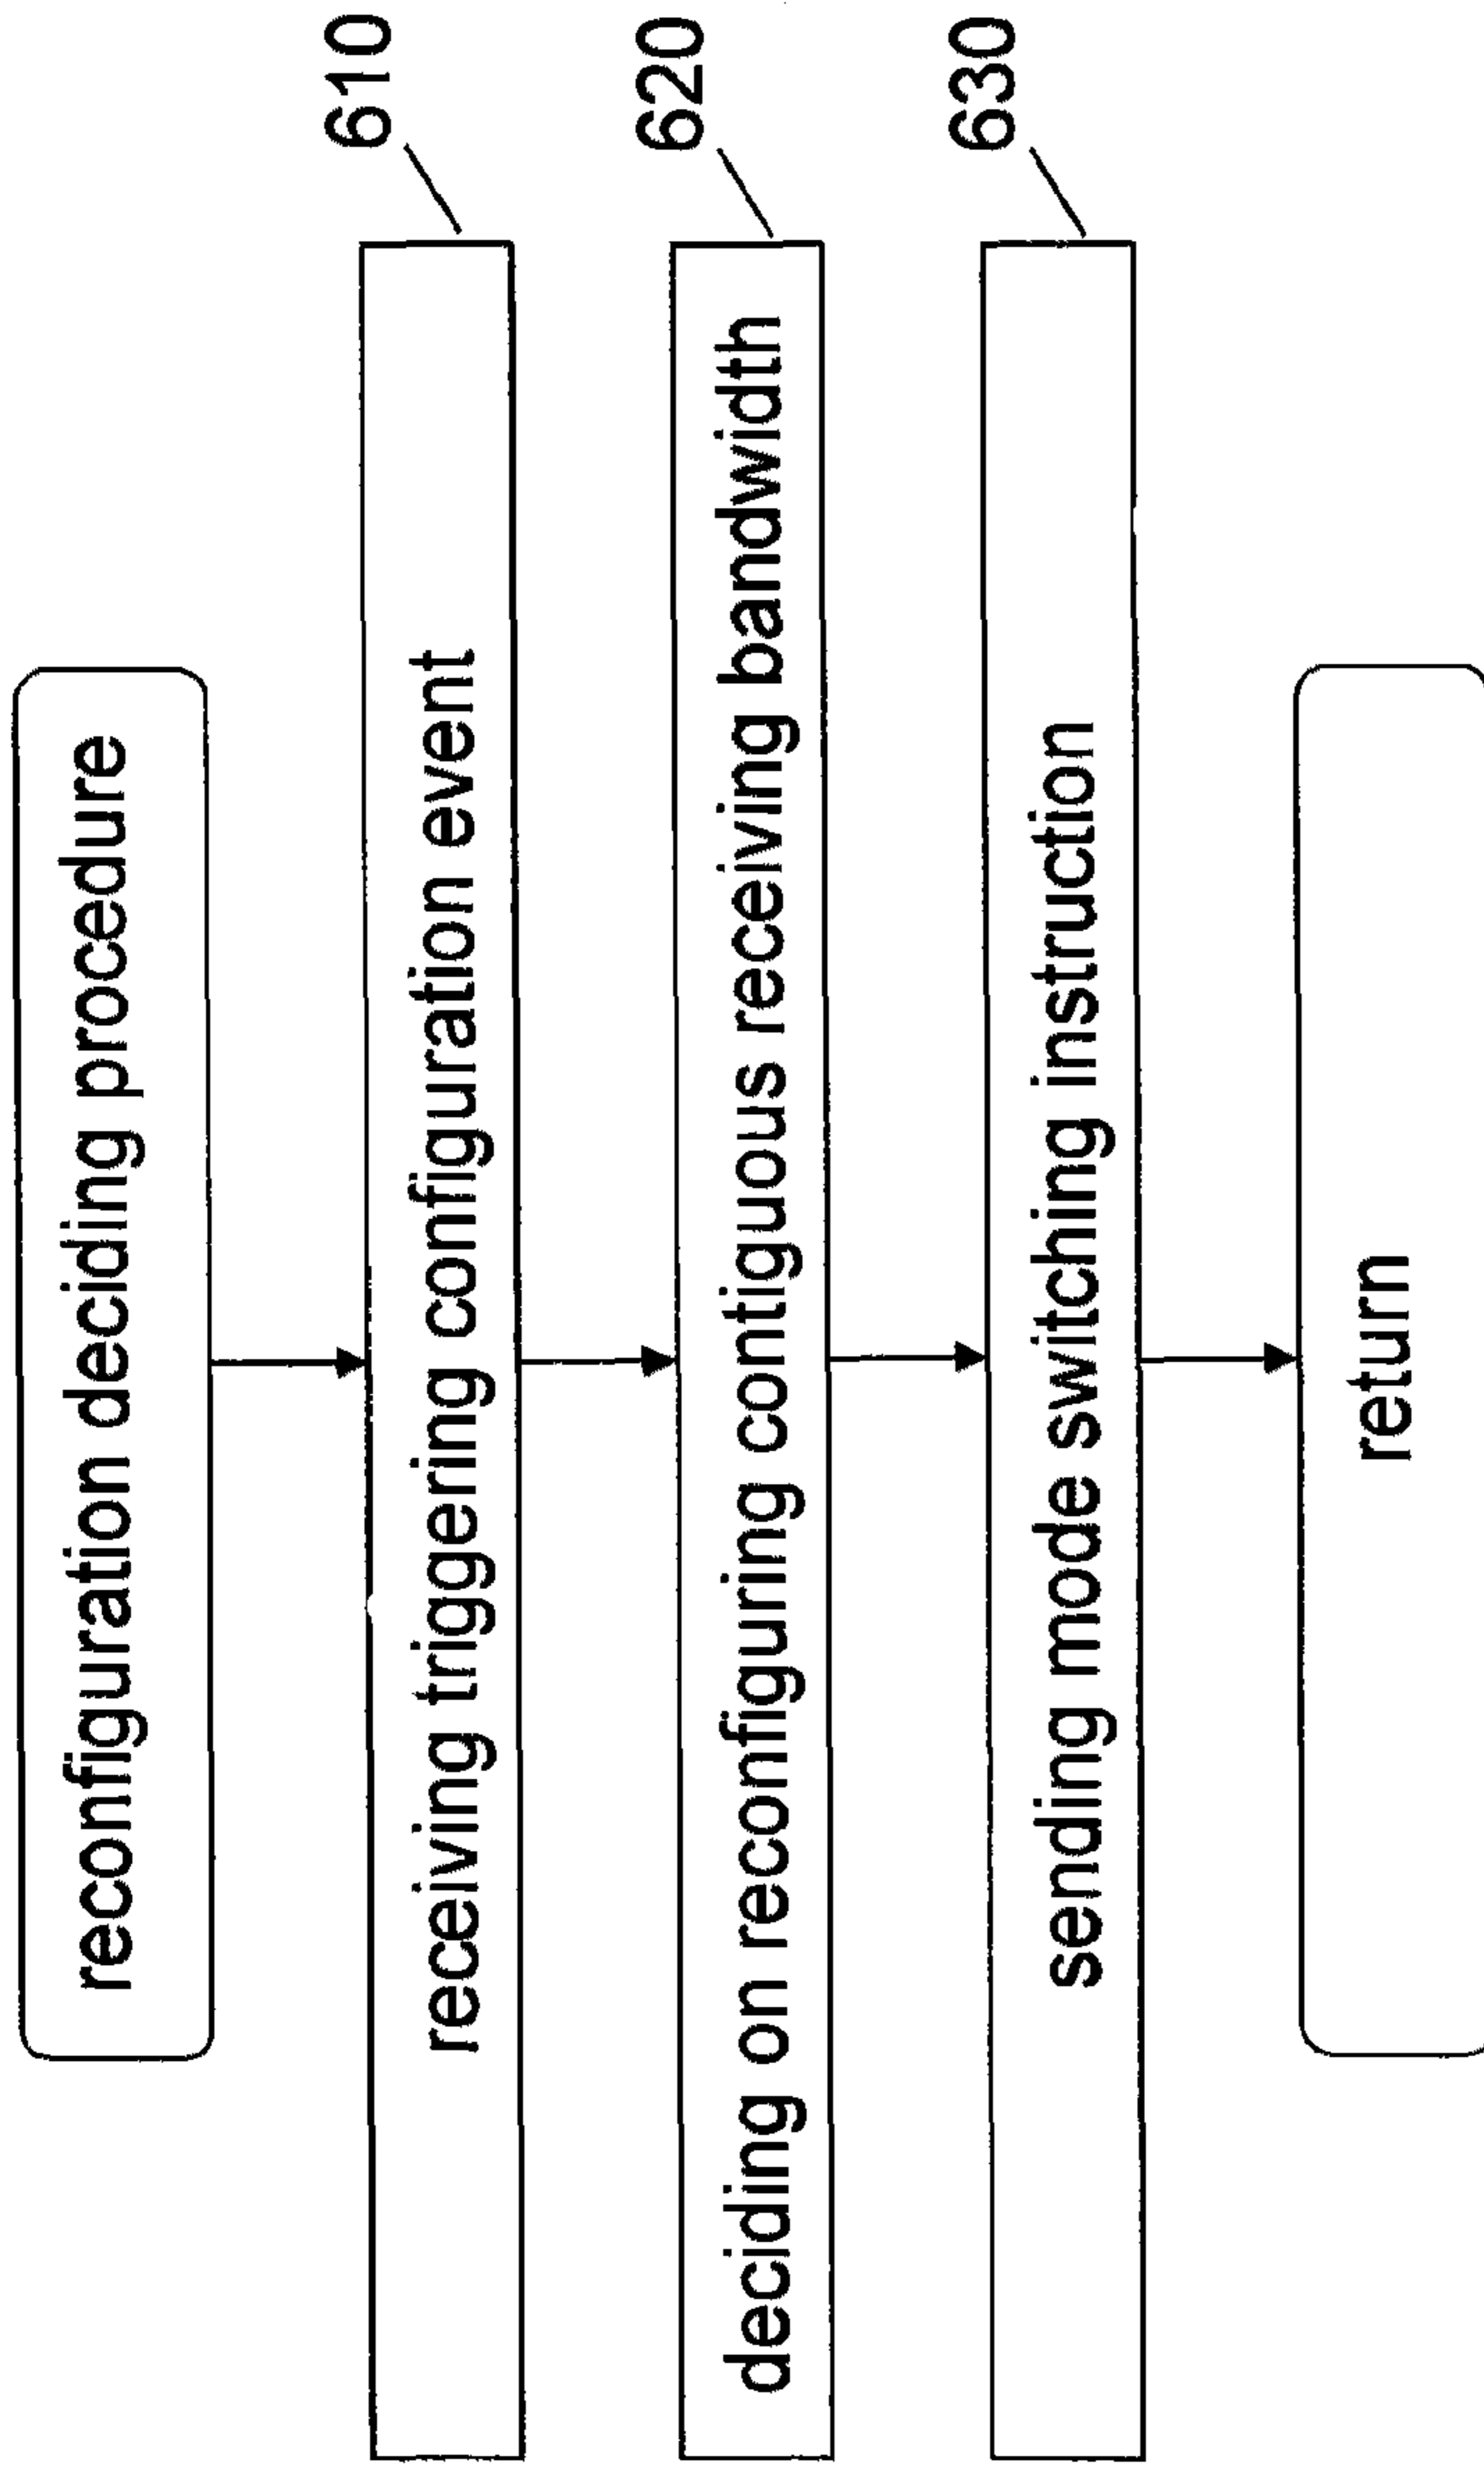 reconfiguration deciding procedure
610
receiving triggering configuration event
620
deciding on reconfiguring contiguous receiving bandwidth
630
sending mode switching instruction
return